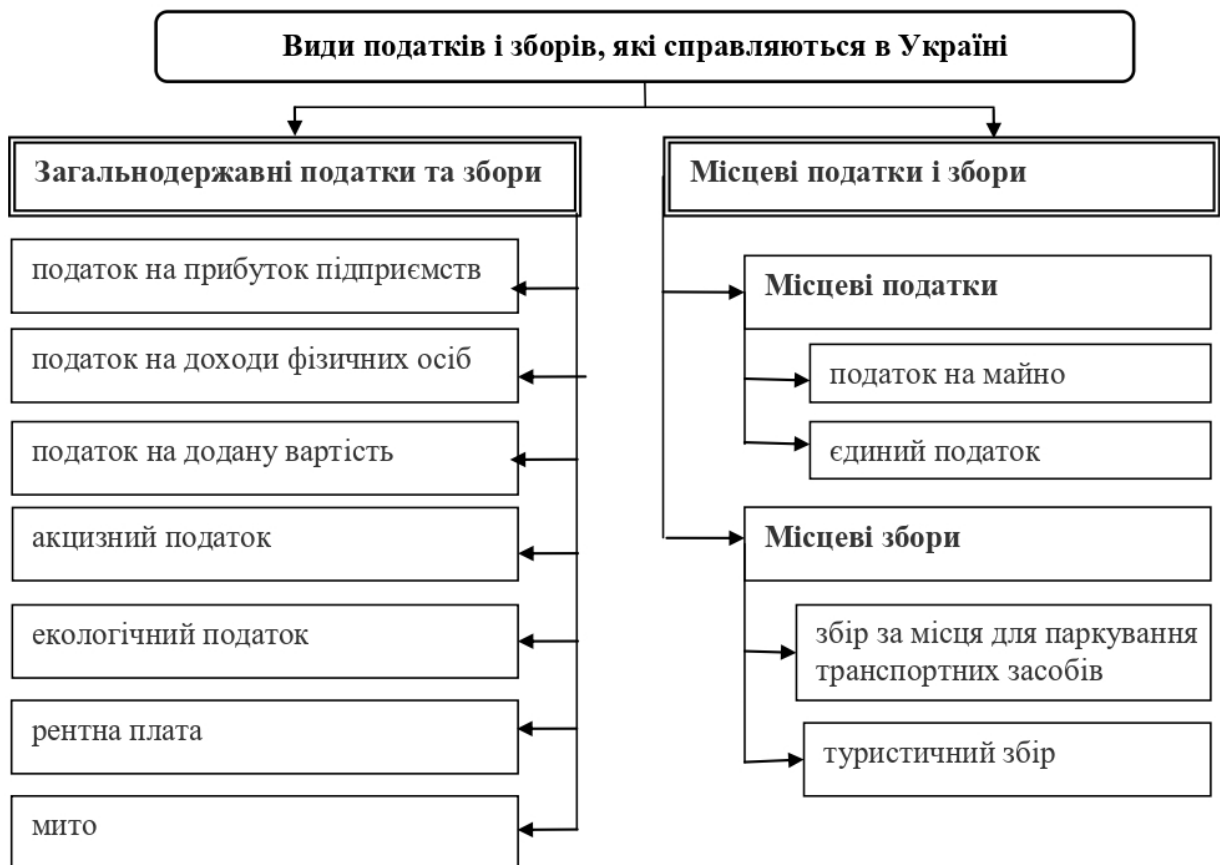 Види податків і зборів, які справляються в Україні
Загальнодержавні податки та збори
податок на прибуток підприємств
податок на доходи фізичних осіб
податок на додану вартість
акцизний податок
екологічний податок
рентна плата
мито
Місцеві податки і збори
Місцеві податки
податок на майно
єдиний податок
Місцеві збори
збір за місця для паркування
транспортних засобів
туристичний збір